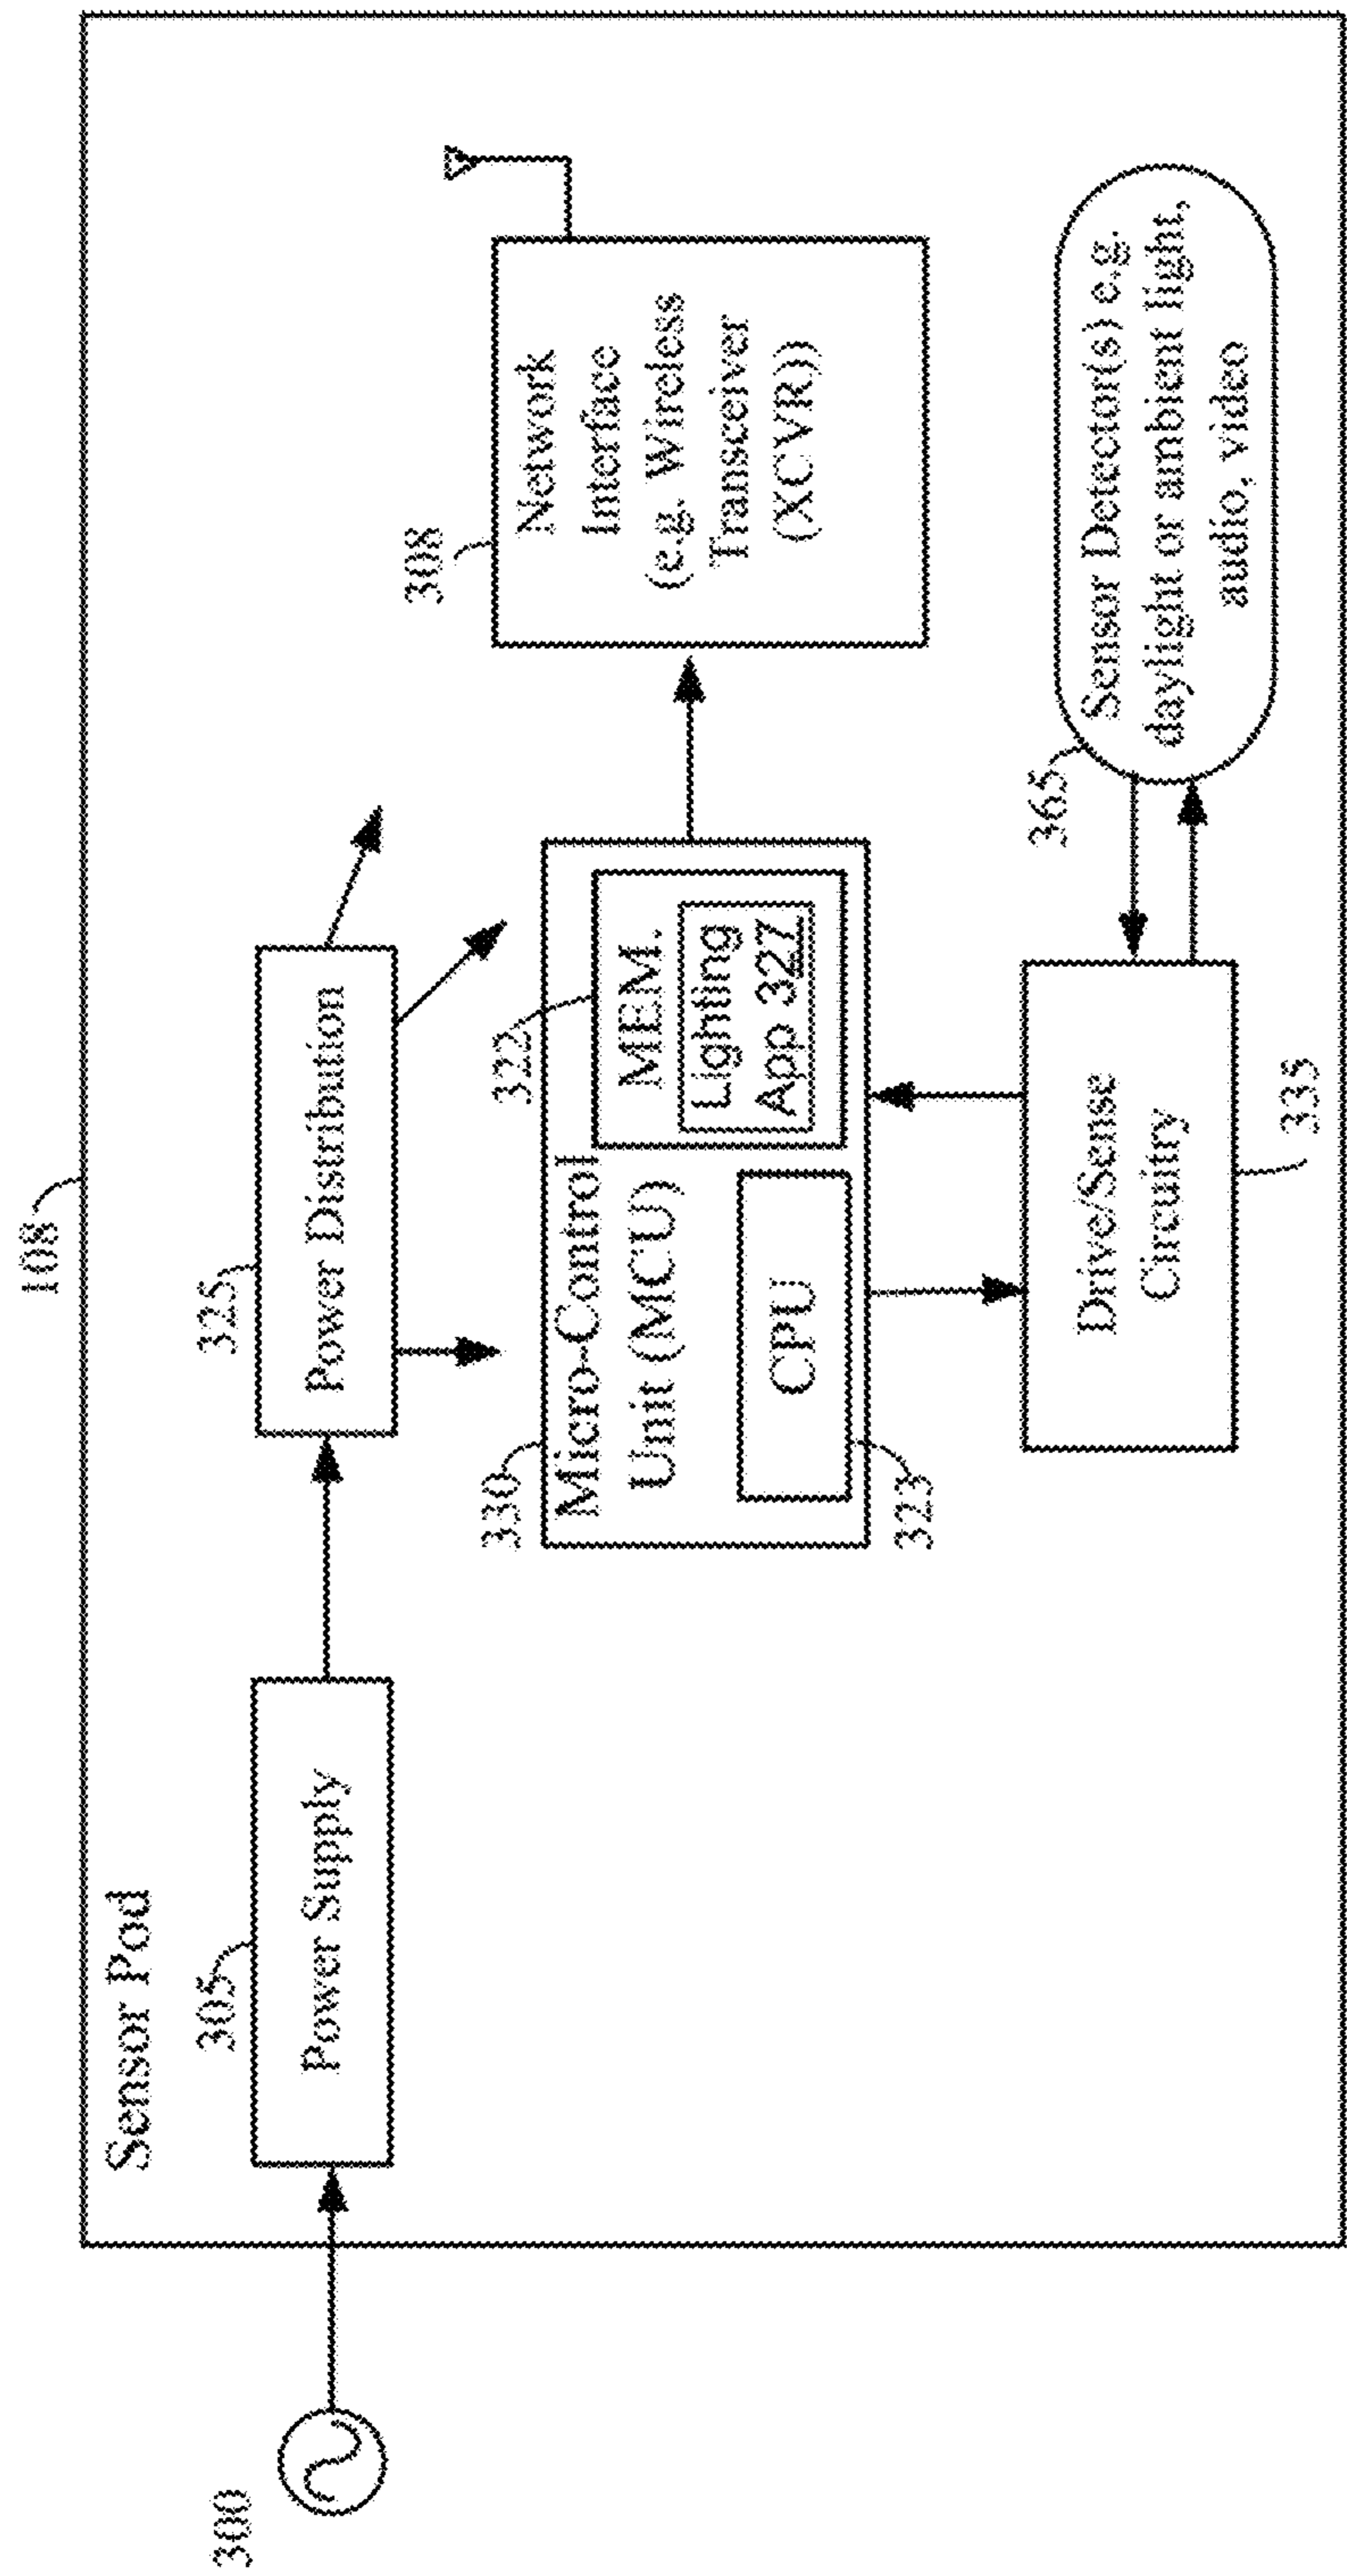 108
Sensor Pod
300
305
Power Supply
325
Power Distribution
308
Network
Interface
(e.g. Wireless
Transceiver
(XCVR))
330
Micro-Control
Unit (MCU)
322
MEM.
Lighting
App 327
CPU
323
365
Sensor Detector(s) e.g.
daylight or ambient light,
audio, video
Drive/Sense
Circuitry
335